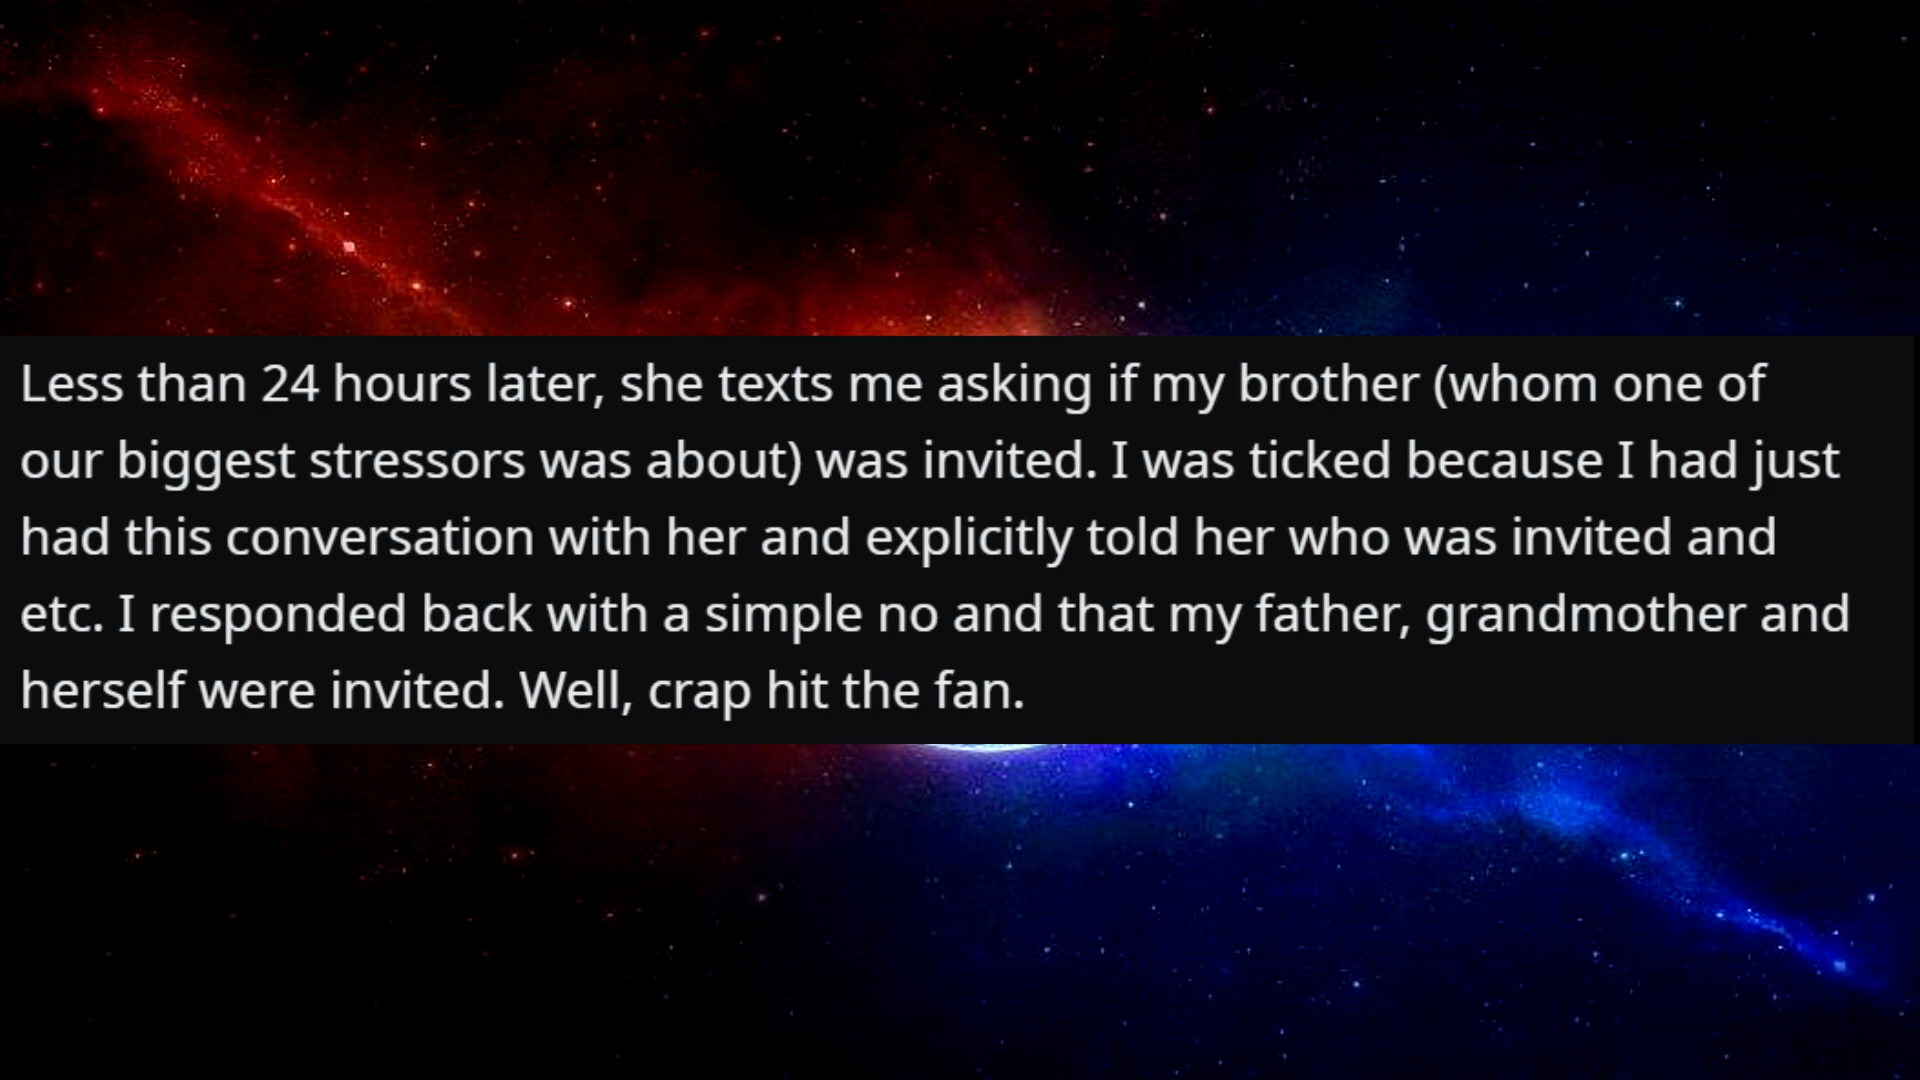 Less than 24 hours later, she texts me asking if my brother (whom one of
our biggest stressors was about) was invited. I was ticked because I had just
had this conversation with her and explicitly told her who was invited and
etc. I responded back with a simple no and that my father, grandmother and
herself were invited. Well, crap hit the fan.